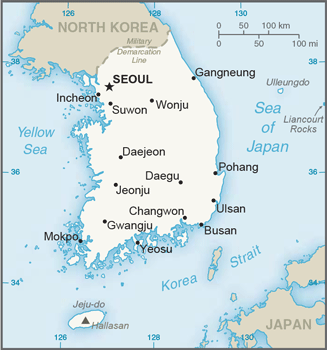 126
128
130
NORTH KOREA
Military
Demarcation
Line
0 50 100 km
0 50 100 mi
38
38
SEOUL
Gangneung
Ulleungdo
Incheon
Suwon
Wonju
Sea
of
Japan
Liancourt
Rocks
Yellow
Sea
Daejeon
36
36
Pohang
Daegu
Jeonju
Ulsan
Changwon
Gwangju
Busan
Mokpo
Yeosu
Korea Strait
34
34
Jeju-do
Hallasan
JAPAN
126
128
130